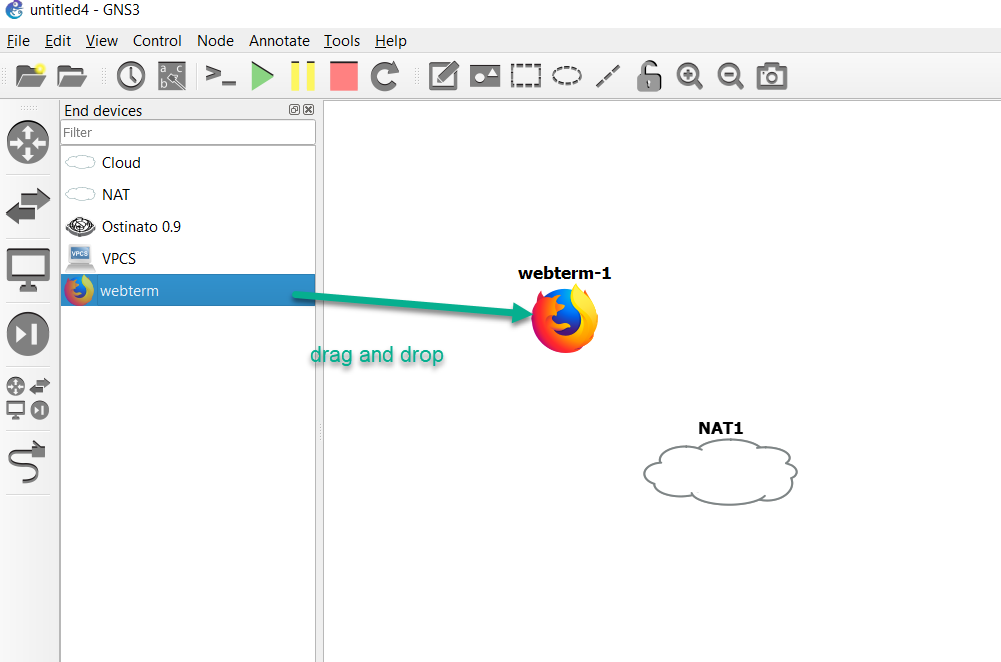 untitled4 - GNS3
File Edit View Control Node Annotate Tools Help
a c
b
End devices
Filter
Cloud
NAT
Ostinato 0.9
VPCS
VPCS
webterm
webterm-1
drag and drop
NAT1